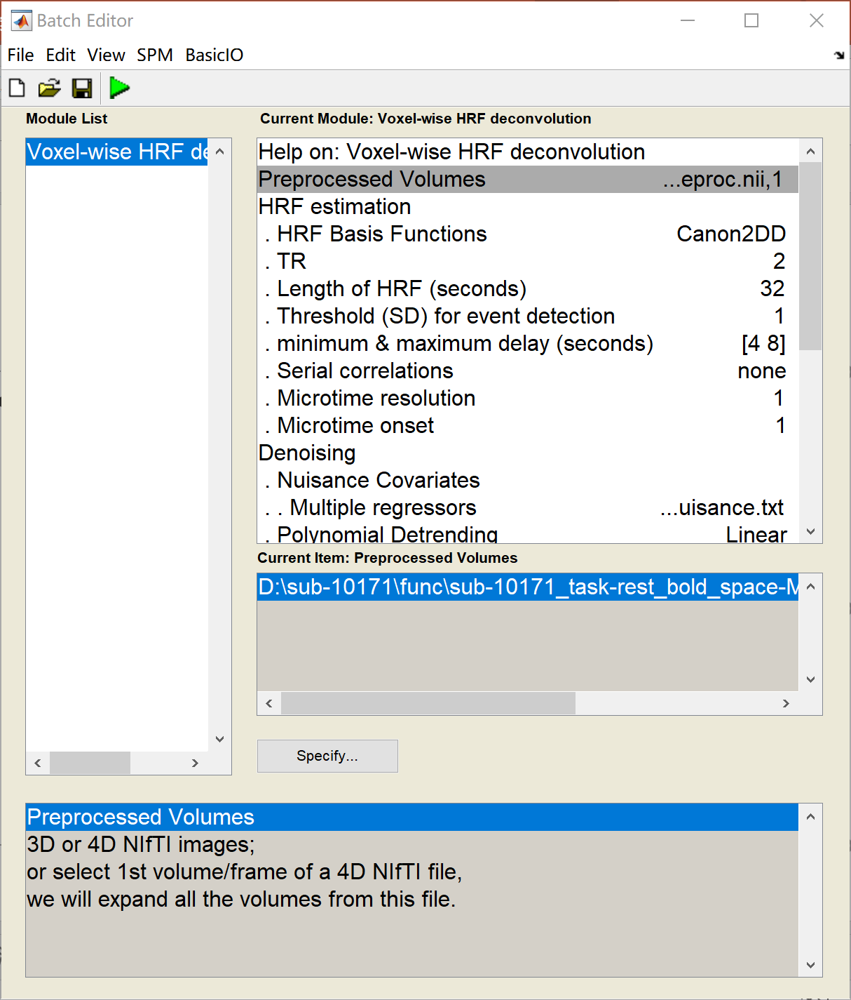 Batch Editor
File Edit View SPM BasicIO
Module List
Current Module: Voxel-wise HRF deconvolution
Voxel-wise HRF de
Help on: Voxel-wise HRF deconvolution
Preprocessed Volumes ...eproc.nii,1
HRF estimation
. HRF Basis Functions Canon2DD
. TR 2
. Length of HRF (seconds) 32
. Threshold (SD) for event detection 1
. minimum & maximum delay (seconds) [4 8]
. Serial correlations none
. Microtime resolution 1
. Microtime onset 1
Denoising
. Nuisance Covariates
. . Multiple regressors ...uisance.txt
. Polynomial Detrending Linear
Current Item: Preprocessed Volumes
D:\sub-10171\func\sub-10171_task-rest_bold_space-M
Specify...
Preprocessed Volumes
3D or 4D NIfTI images;
or select 1st volume/frame of a 4D NIfTI file,
we will expand all the volumes from this file.